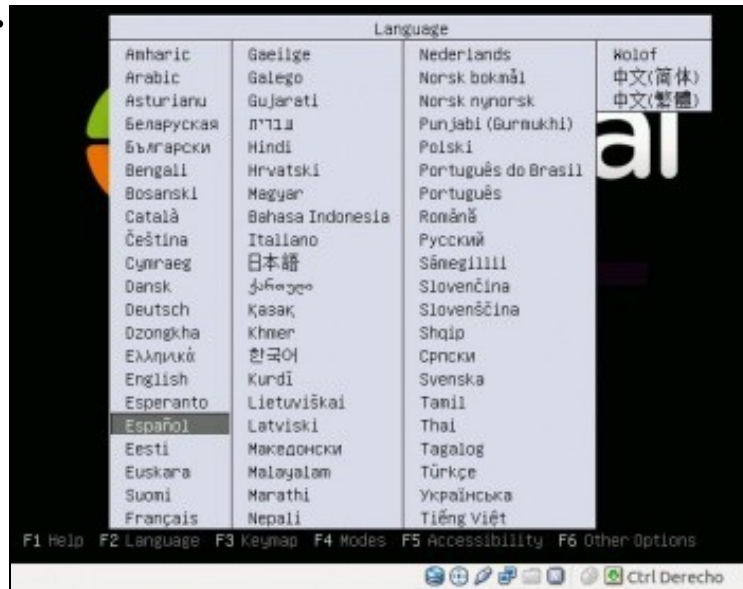 Language
Amharic
Arabic
Asturianu
Беларуская
Български
Bengali
Bosanski
Català
Čeština
Cymraeg
Dansk
Deutsch
Dzongkha
Ελληνικά
English
Esperanto
Español
Eesti
Euskara
Suomi
Français
Gaeilge
Galego
Gujarati
עברית
Hindi
Hrvatski
Magyar
Bahasa Indonesia
Italiano
日本語
ქართული
Қазақ
Khmer
한국어
Kurdî
Lietuviškai
Latviski
Македонски
Malayalam
Marathi
Nepali
Nederlands
Norsk bokmål
Norsk nynorsk
Punjabi (Gurmukhi)
Polski
Português do Brasil
Português
Română
Русский
Sámegillii
Slovenčina
Slovenščina
Shqip
Српски
Svenska
Tamil
Thai
Tagalog
Türkçe
Українська
Tiếng Việt
Wolof
中文(简体)
中文(繁體)
al
F1 Help F2 Language F3 Keymap F4 Modes F5 Accessibility F6 Other Options
Ctrl Derecho